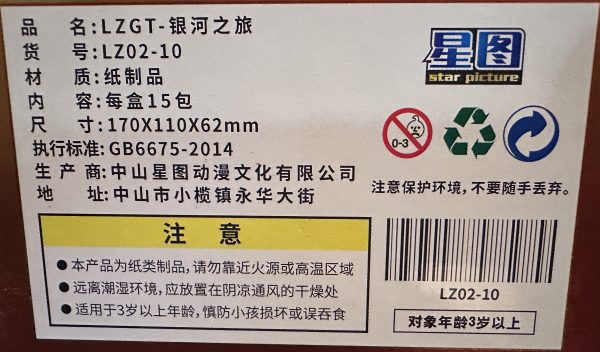 品 名:LZGT-银河之旅
货 号:LZ02-10
材 质:纸制品
内 容:每盒15包
尺 寸:170X110X62mm
执行标准:GB6675-2014
生 产 商:中山星图动漫文化有限公司
地 址:中山市小榄镇永华大街
星图
star picture
0-3
注意保护环境,不要随手丢弃。
注 意
●本产品为纸类制品,请勿靠近火源或高温区域
●远离潮湿环境,应放置在阴凉通风的干燥处
●适用于3岁以上年龄,慎防小孩损坏或误吞食
LZ02-10
对象年龄3岁以上